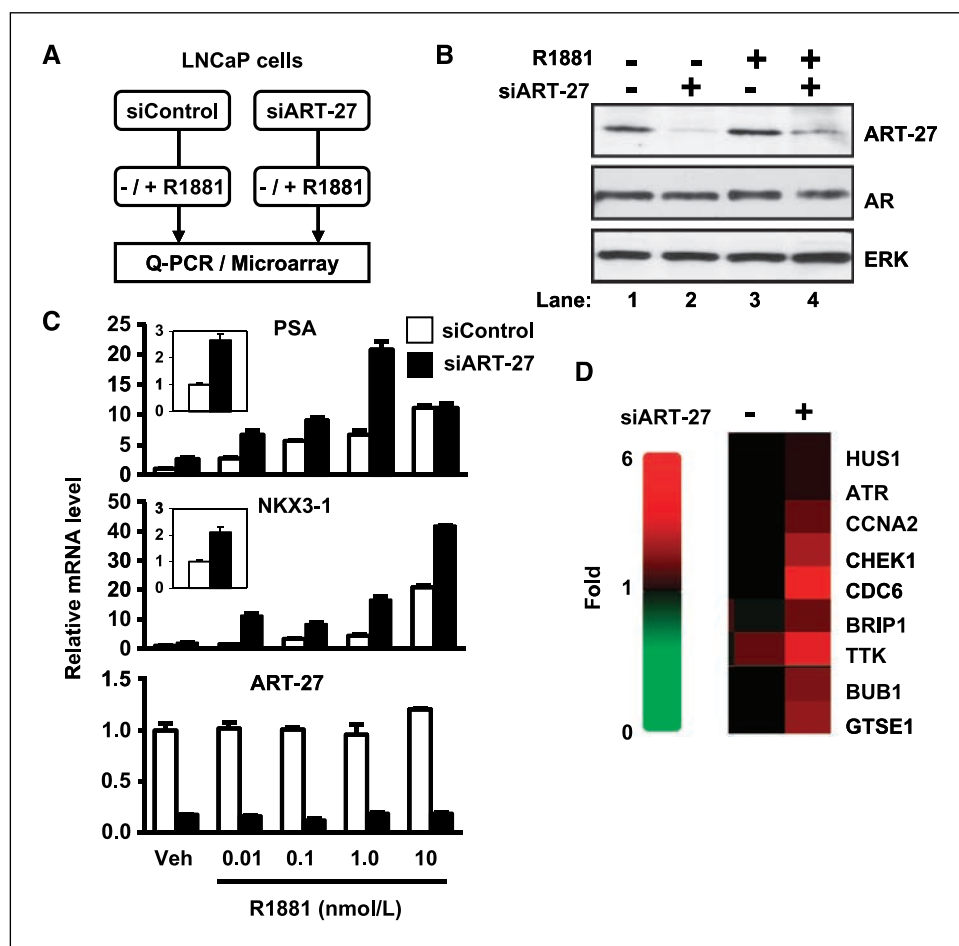 A
LNCaP cells
siControl
siART-27
- / + R1881
- / + R1881
Q-PCR / Microarray
B
R1881 - - + +
siART-27 - + - +
ART-27
AR
ERK
Lane: 1 2 3 4
C
Relative mRNA level
PSA
25
20
15
10
5
0
3
2
1
0
siControl
siART-27
NKX3-1
50
40
30
20
10
0
3
2
1
0
ART-27
1.5
1.0
0.5
0.0
Veh 0.01 0.1 1.0 10
R1881 (nmol/L)
D
siART-27 - +
Fold
6
1
0
HUS1
ATR
CCNA2
CHEK1
CDC6
BRIP1
TTK
BUB1
GTSE1